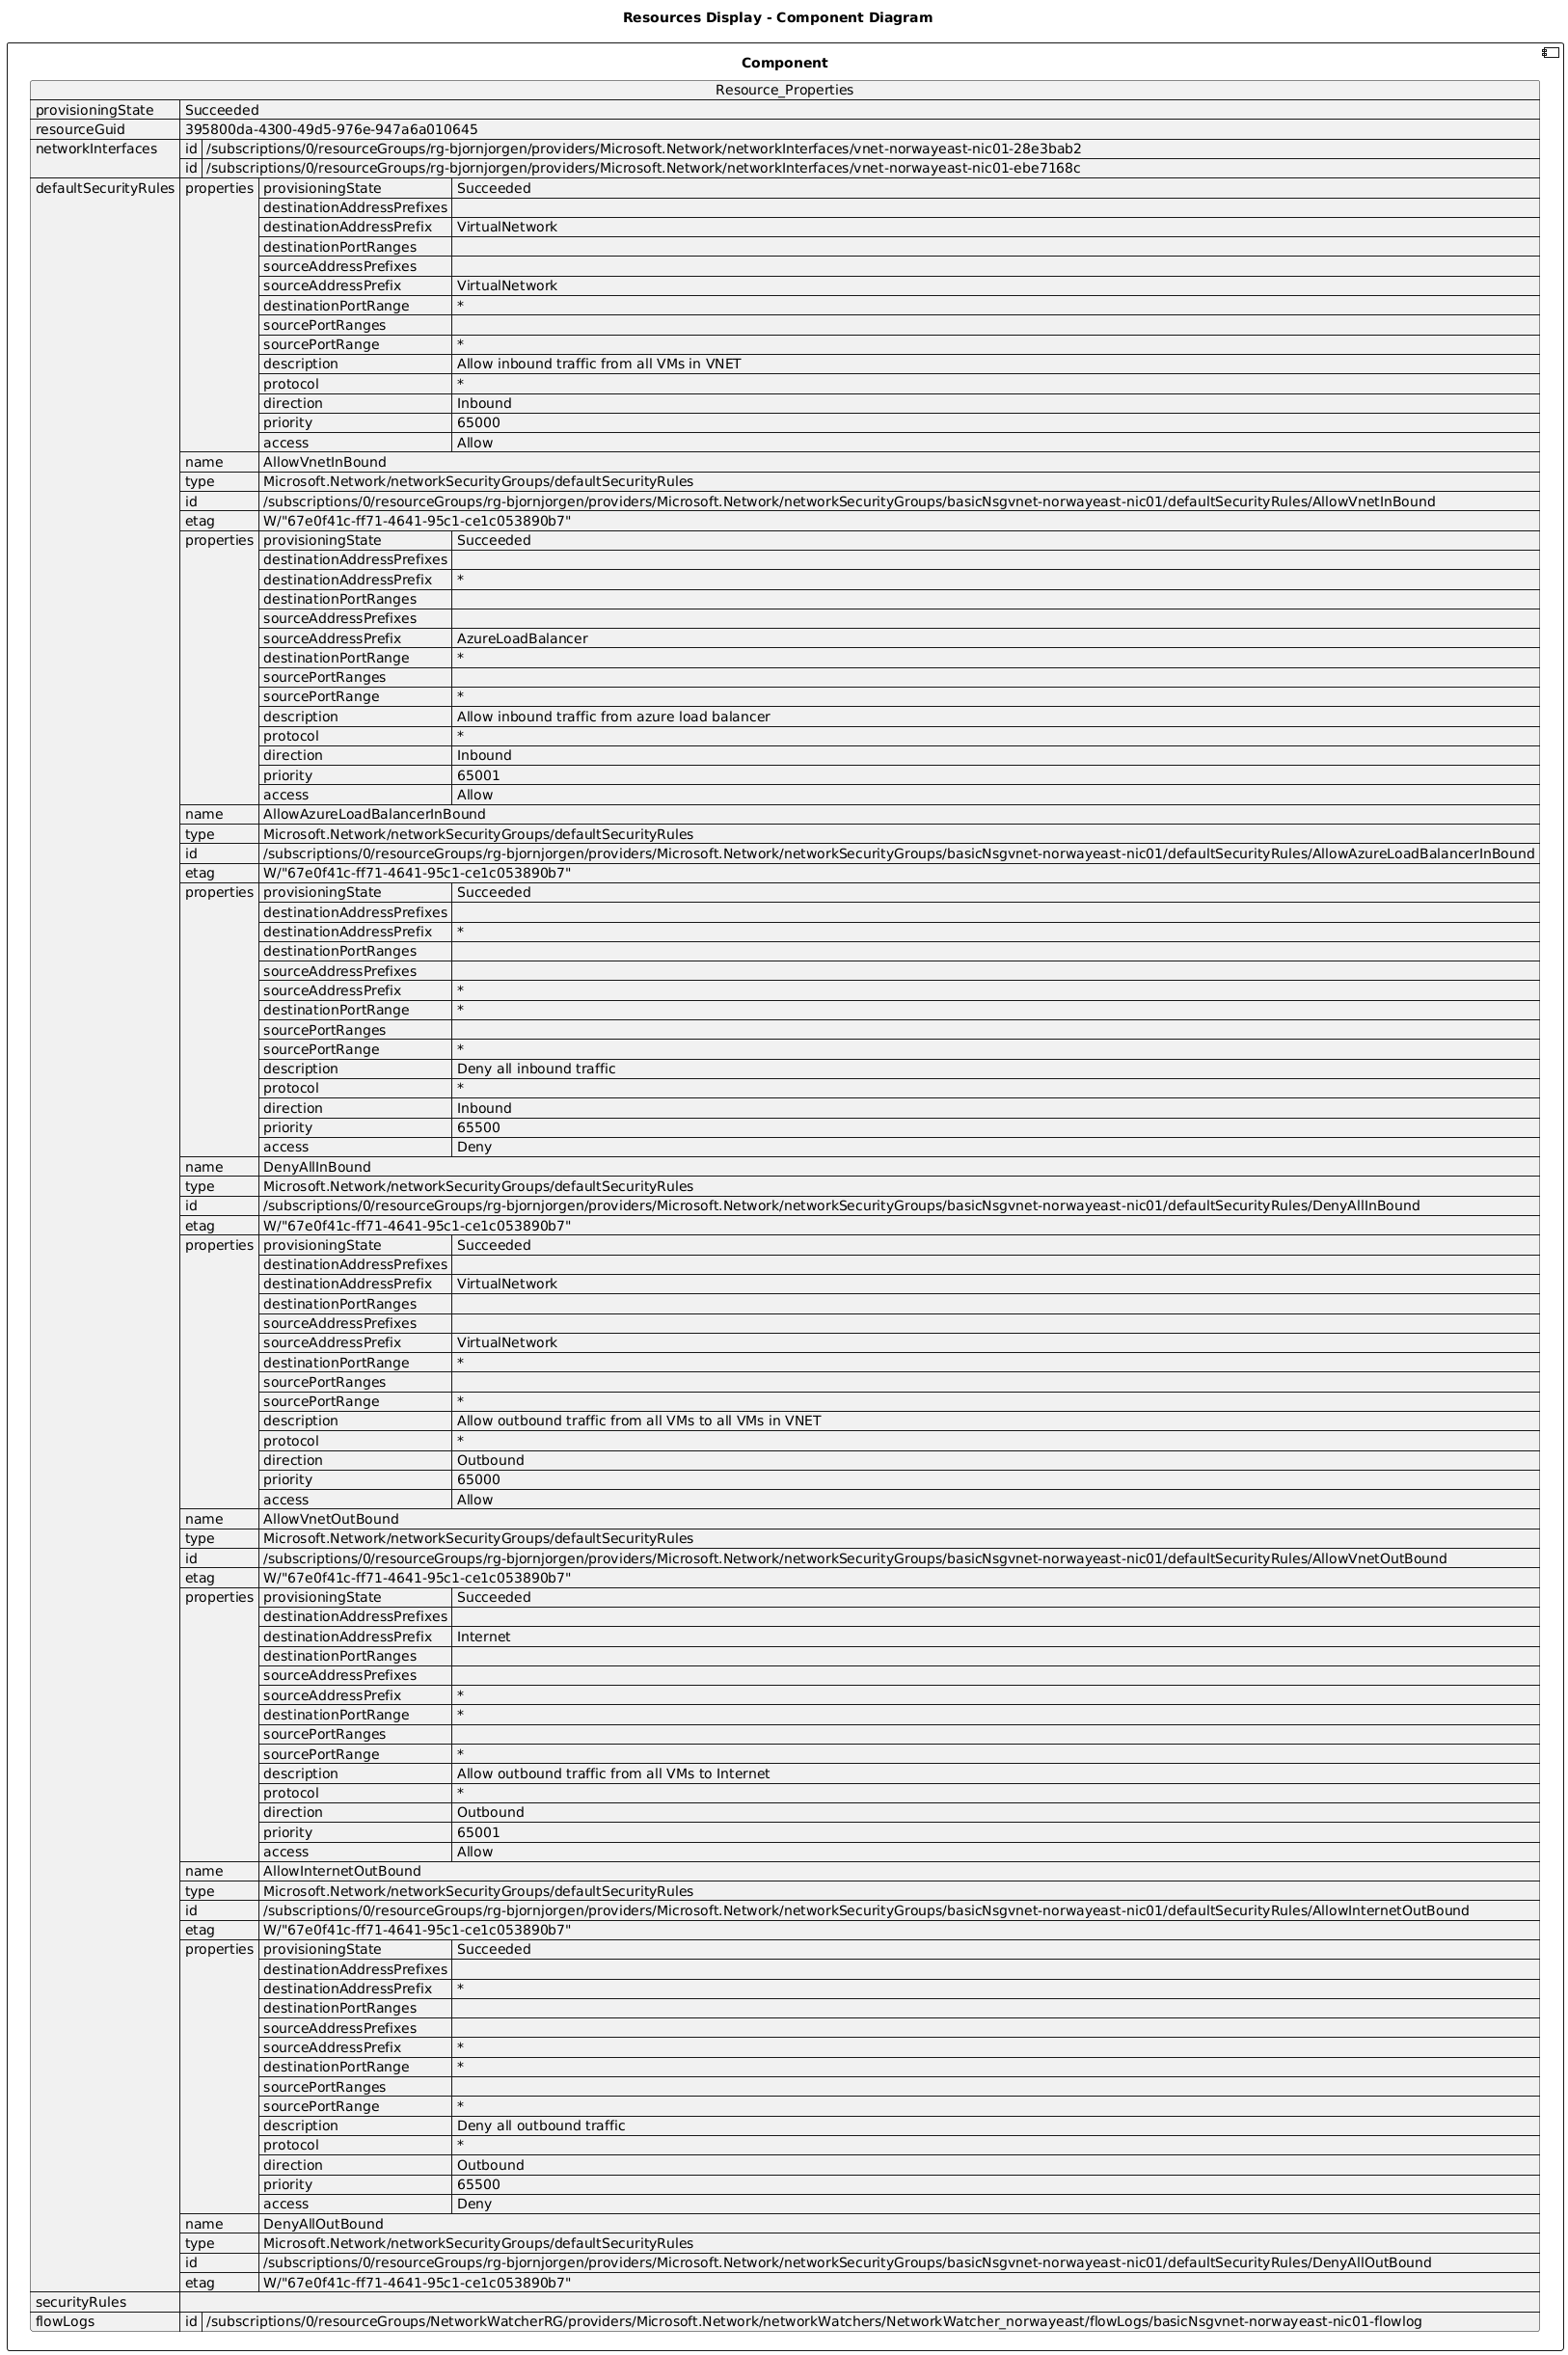 Resources Display - Component Diagram
Component
Resource_Properties
provisioningState Succeeded
resourceGuid 395800da-4300-49d5-976e-947a6a010645
networkInterfaces id /subscriptions/0/resourceGroups/rg-bjornjorgen/providers/Microsoft.Network/networkInterfaces/vnet-norwayeast-nic01-28e3bab2
id /subscriptions/0/resourceGroups/rg-bjornjorgen/providers/Microsoft.Network/networkInterfaces/vnet-norwayeast-nic01-ebe7168c
defaultSecurityRules properties provisioningState Succeeded
destinationAddressPrefixes
destinationAddressPrefix VirtualNetwork
destinationPortRanges
sourceAddressPrefixes
sourceAddressPrefix VirtualNetwork
destinationPortRange *
sourcePortRanges
sourcePortRange *
description Allow inbound traffic from all VMs in VNET
protocol *
direction Inbound
priority 65000
access Allow
name AllowVnetInBound
type Microsoft.Network/networkSecurityGroups/defaultSecurityRules
id /subscriptions/0/resourceGroups/rg-bjornjorgen/providers/Microsoft.Network/networkSecurityGroups/basicNsgvnet-norwayeast-nic01/defaultSecurityRules/AllowVnetInBound
etag W/"67e0f41c-ff71-4641-95c1-ce1c053890b7"
properties provisioningState Succeeded
destinationAddressPrefixes
destinationAddressPrefix *
destinationPortRanges
sourceAddressPrefixes
sourceAddressPrefix AzureLoadBalancer
destinationPortRange *
sourcePortRanges
sourcePortRange *
description Allow inbound traffic from azure load balancer
protocol *
direction Inbound
priority 65001
access Allow
name AllowAzureLoadBalancerInBound
type Microsoft.Network/networkSecurityGroups/defaultSecurityRules
id /subscriptions/0/resourceGroups/rg-bjornjorgen/providers/Microsoft.Network/networkSecurityGroups/basicNsgvnet-norwayeast-nic01/defaultSecurityRules/AllowAzureLoadBalancerInBound
etag W/"67e0f41c-ff71-4641-95c1-ce1c053890b7"
properties provisioningState Succeeded
destinationAddressPrefixes
destinationAddressPrefix *
destinationPortRanges
sourceAddressPrefixes
sourceAddressPrefix *
destinationPortRange *
sourcePortRanges
sourcePortRange *
description Deny all inbound traffic
protocol *
direction Inbound
priority 65500
access Deny
name DenyAllInBound
type Microsoft.Network/networkSecurityGroups/defaultSecurityRules
id /subscriptions/0/resourceGroups/rg-bjornjorgen/providers/Microsoft.Network/networkSecurityGroups/basicNsgvnet-norwayeast-nic01/defaultSecurityRules/DenyAllInBound
etag W/"67e0f41c-ff71-4641-95c1-ce1c053890b7"
properties provisioningState Succeeded
destinationAddressPrefixes
destinationAddressPrefix VirtualNetwork
destinationPortRanges
sourceAddressPrefixes
sourceAddressPrefix VirtualNetwork
destinationPortRange *
sourcePortRanges
sourcePortRange *
description Allow outbound traffic from all VMs to all VMs in VNET
protocol *
direction Outbound
priority 65000
access Allow
name AllowVnetOutBound
type Microsoft.Network/networkSecurityGroups/defaultSecurityRules
id /subscriptions/0/resourceGroups/rg-bjornjorgen/providers/Microsoft.Network/networkSecurityGroups/basicNsgvnet-norwayeast-nic01/defaultSecurityRules/AllowVnetOutBound
etag W/"67e0f41c-ff71-4641-95c1-ce1c053890b7"
properties provisioningState Succeeded
destinationAddressPrefixes
destinationAddressPrefix Internet
destinationPortRanges
sourceAddressPrefixes
sourceAddressPrefix *
destinationPortRange *
sourcePortRanges
sourcePortRange *
description Allow outbound traffic from all VMs to Internet
protocol *
direction Outbound
priority 65001
access Allow
name AllowInternetOutBound
type Microsoft.Network/networkSecurityGroups/defaultSecurityRules
id /subscriptions/0/resourceGroups/rg-bjornjorgen/providers/Microsoft.Network/networkSecurityGroups/basicNsgvnet-norwayeast-nic01/defaultSecurityRules/AllowInternetOutBound
etag W/"67e0f41c-ff71-4641-95c1-ce1c053890b7"
properties provisioningState Succeeded
destinationAddressPrefixes
destinationAddressPrefix *
destinationPortRanges
sourceAddressPrefixes
sourceAddressPrefix *
destinationPortRange *
sourcePortRanges
sourcePortRange *
description Deny all outbound traffic
protocol *
direction Outbound
priority 65500
access Deny
name DenyAllOutBound
type Microsoft.Network/networkSecurityGroups/defaultSecurityRules
id /subscriptions/0/resourceGroups/rg-bjornjorgen/providers/Microsoft.Network/networkSecurityGroups/basicNsgvnet-norwayeast-nic01/defaultSecurityRules/DenyAllOutBound
etag W/"67e0f41c-ff71-4641-95c1-ce1c053890b7"
securityRules
flowLogs id /subscriptions/0/resourceGroups/NetworkWatcherRG/providers/Microsoft.Network/networkWatchers/NetworkWatcher_norwayeast/flowLogs/basicNsgvnet-norwayeast-nic01-flowlog